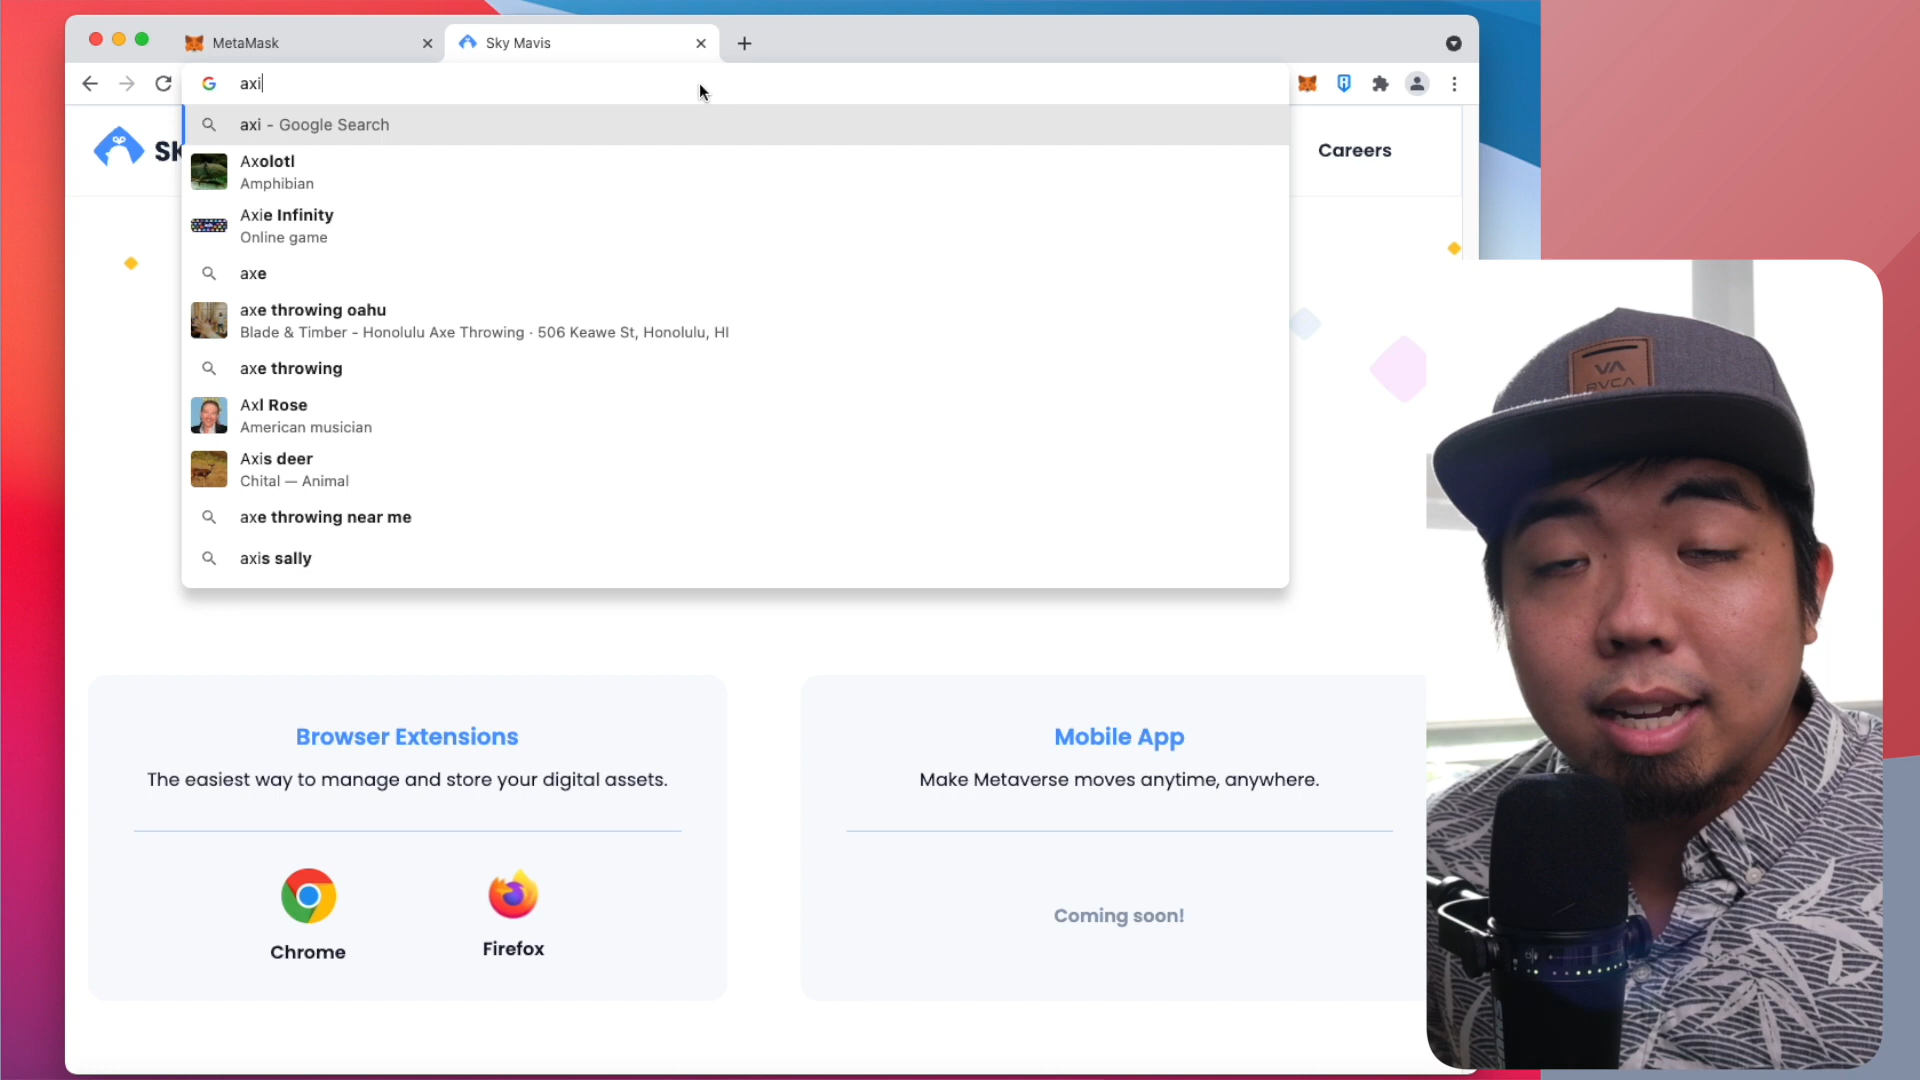 MetaMask
Sky Mavis
axi
axi - Google Search
SK
Careers
Axolotl
Amphibian
Axie Infinity
Online game
axe
axe throwing oahu
Blade & Timber - Honolulu Axe Throwing · 506 Keawe St, Honolulu, HI
axe throwing
Axl Rose
American musician
Axis deer
Chital — Animal
axe throwing near me
axis sally
VA
RVCA
Browser Extensions
The easiest way to manage and store your digital assets.
Chrome
Firefox
Mobile App
Make Metaverse moves anytime, anywhere.
Coming soon!